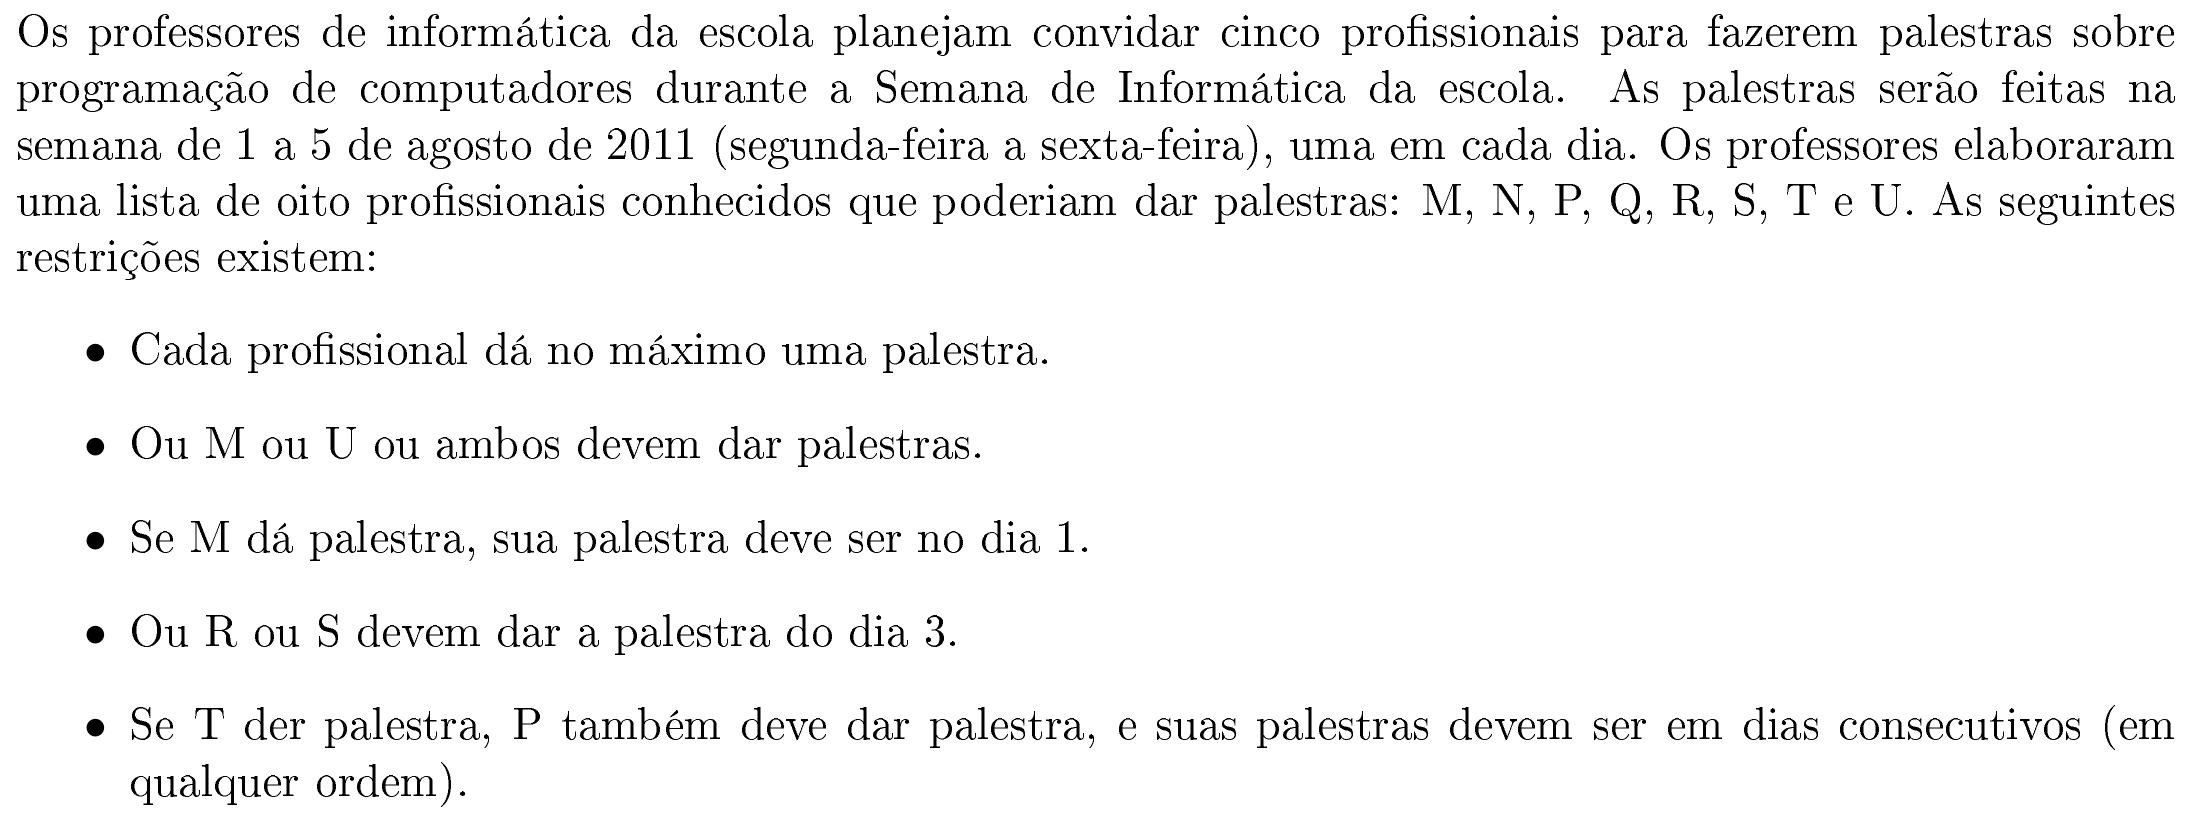 Os professores de informática da escola planejam convidar cinco profissionais para fazerem palestras sobre
programação de computadores durante a Semana de Informática da escola. As palestras serão feitas na
semana de 1 a 5 de agosto de 2011 (segunda-feira a sexta-feira), uma em cada dia. Os professores elaboraram
uma lista de oito profissionais conhecidos que poderiam dar palestras: M, N, P, Q, R, S, T e U. As seguintes
restrições existem:
• Cada profissional dá no máximo uma palestra.
• Ou M ou U ou ambos devem dar palestras.
• Se M dá palestra, sua palestra deve ser no dia 1.
• Ou R ou S devem dar a palestra do dia 3.
• Se T der palestra, P também deve dar palestra, e suas palestras devem ser em dias consecutivos (em
qualquer ordem).